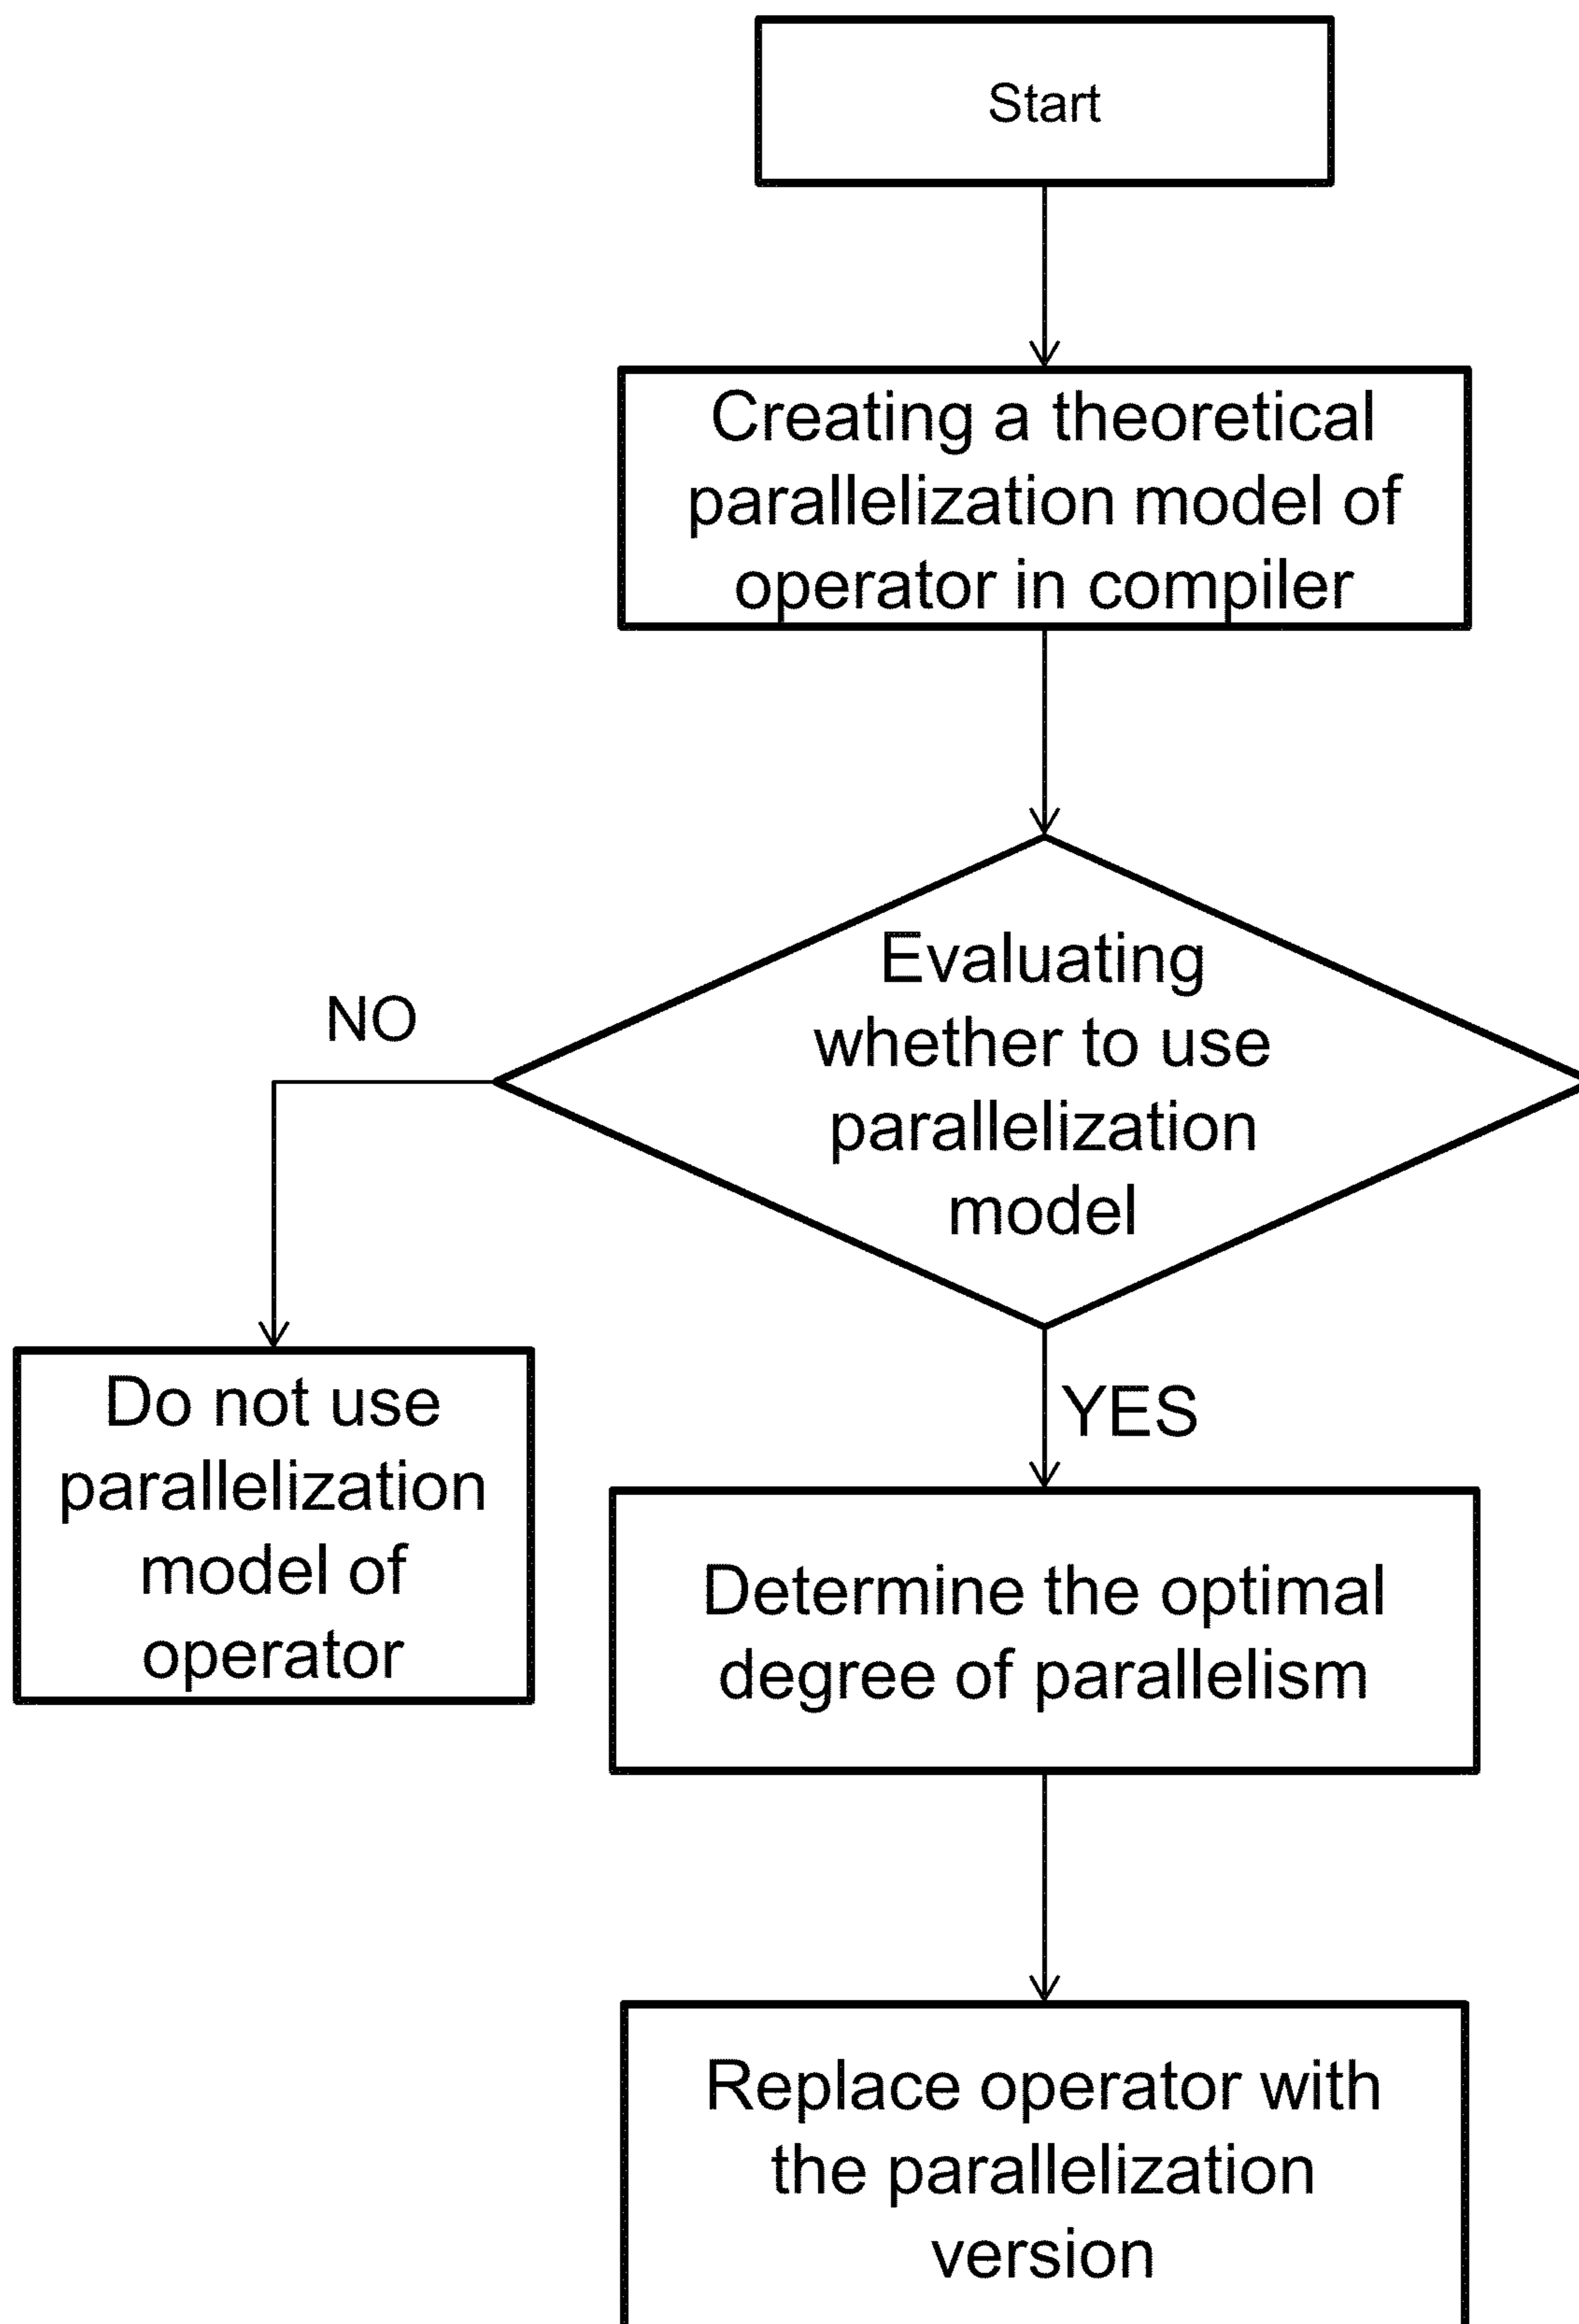 Start
Creating a theoretical
parallelization model of
operator in compiler
Evaluating
whether to use
parallelization
model
NO
YES
Do not use
parallelization
model of
operator
Determine the optimal
degree of parallelism
Replace operator with
the parallelization
version